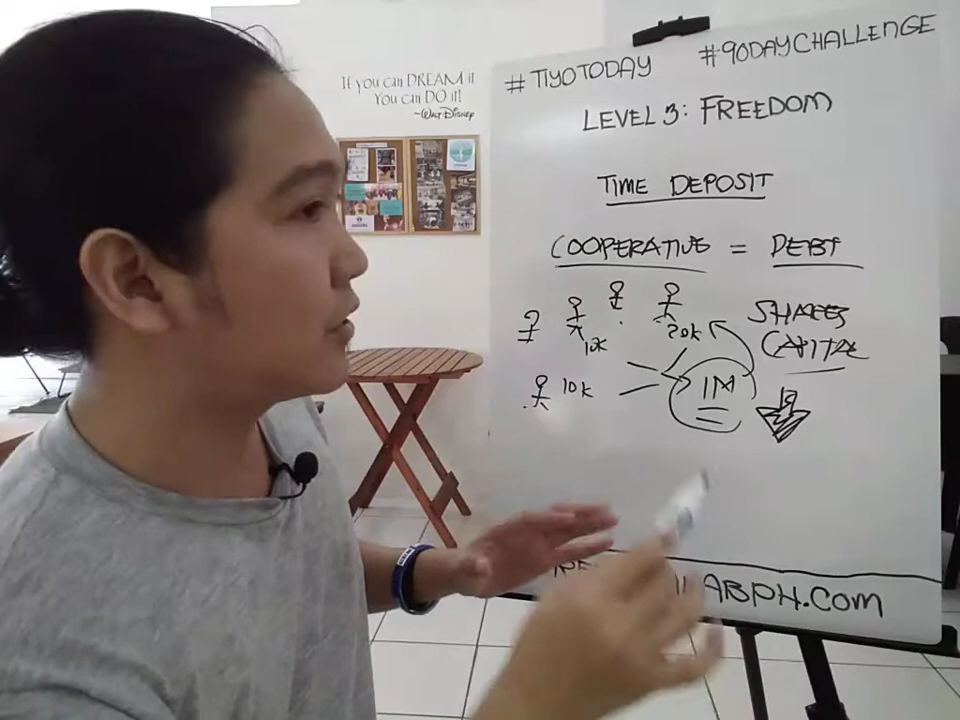 If you can DREAM it
You can DO it!
~WALT DISNEY
#TIYOTODAY #90DAYCHALLENGE
LEVEL 3: FREEDOM
TIME DEPOSIT
COOPERATIVE = DEBT
SHARES
CAPITAL
10K
20K
10K
1M
ABPH.COM